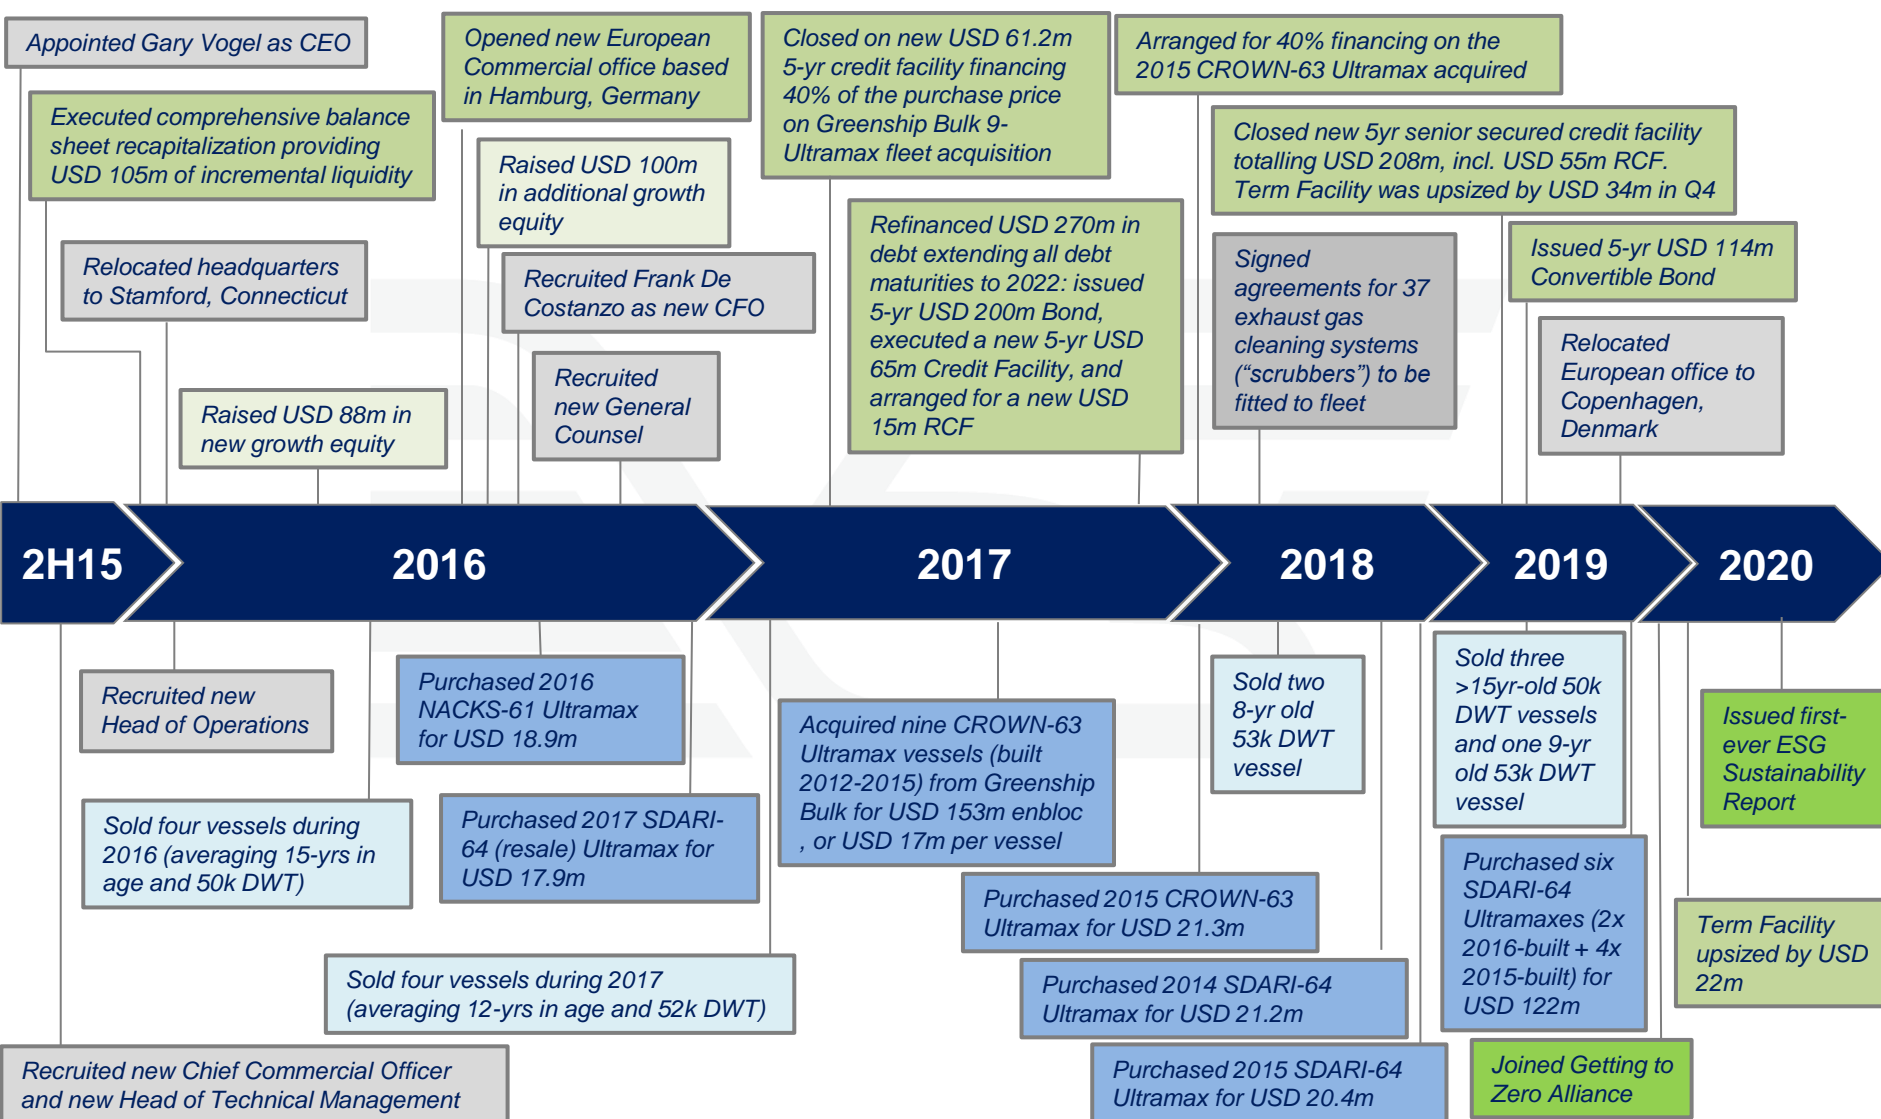 Appointed Gary Vogel as CEO
Executed comprehensive balance
sheet recapitalization providing
USD 105m of incremental liquidity
Relocated headquarters
to Stamford, Connecticut
Raised USD 88m in
new growth equity
Opened new European
Commercial office based
in Hamburg, Germany
Raised USD 100m
in additional growth
equity
Recruited Frank De
Costanzo as new CFO
Recruited
new General
Counsel
Closed on new USD 61.2m
5-yr credit facility financing
40% of the purchase price
on Greenship Bulk 9-
Ultramax fleet acquisition
Refinanced USD 270m in
debt extending all debt
maturities to 2022: issued
5-yr USD 200m Bond,
executed a new 5-yr USD
65m Credit Facility, and
arranged for a new USD
15m RCF
Arranged for 40% financing on the
2015 CROWN-63 Ultramax acquired
Closed new 5yr senior secured credit facility
totalling USD 208m, incl. USD 55m RCF.
Term Facility was upsized by USD 34m in Q4
Signed
agreements for 37
exhaust gas
cleaning systems
(“scrubbers”) to be
fitted to fleet
Issued 5-yr USD 114m
Convertible Bond
Relocated
European office to
Copenhagen,
Denmark
2H15
2016
2017
2018
2019
2020
Recruited new
Head of Operations
Sold four vessels during
2016 (averaging 15-yrs in
age and 50k DWT)
Purchased 2016
NACKS-61 Ultramax
for USD 18.9m
Purchased 2017 SDARI-
64 (resale) Ultramax for
USD 17.9m
Sold four vessels during 2017
(averaging 12-yrs in age and 52k DWT)
Recruited new Chief Commercial Officer
and new Head of Technical Management
Acquired nine CROWN-63
Ultramax vessels (built
2012-2015) from Greenship
Bulk for USD 153m enbloc
, or USD 17m per vessel
Purchased 2015 CROWN-63
Ultramax for USD 21.3m
Purchased 2014 SDARI-64
Ultramax for USD 21.2m
Purchased 2015 SDARI-64
Ultramax for USD 20.4m
Sold two
8-yr old
53k DWT
vessel
Sold three
>15yr-old 50k
DWT vessels
and one 9-yr
old 53k DWT
vessel
Purchased six
SDARI-64
Ultramaxes (2x
2016-built + 4x
2015-built) for
USD 122m
Joined Getting to
Zero Alliance
Issued first-
ever ESG
Sustainability
Report
Term Facility
upsized by USD
22m